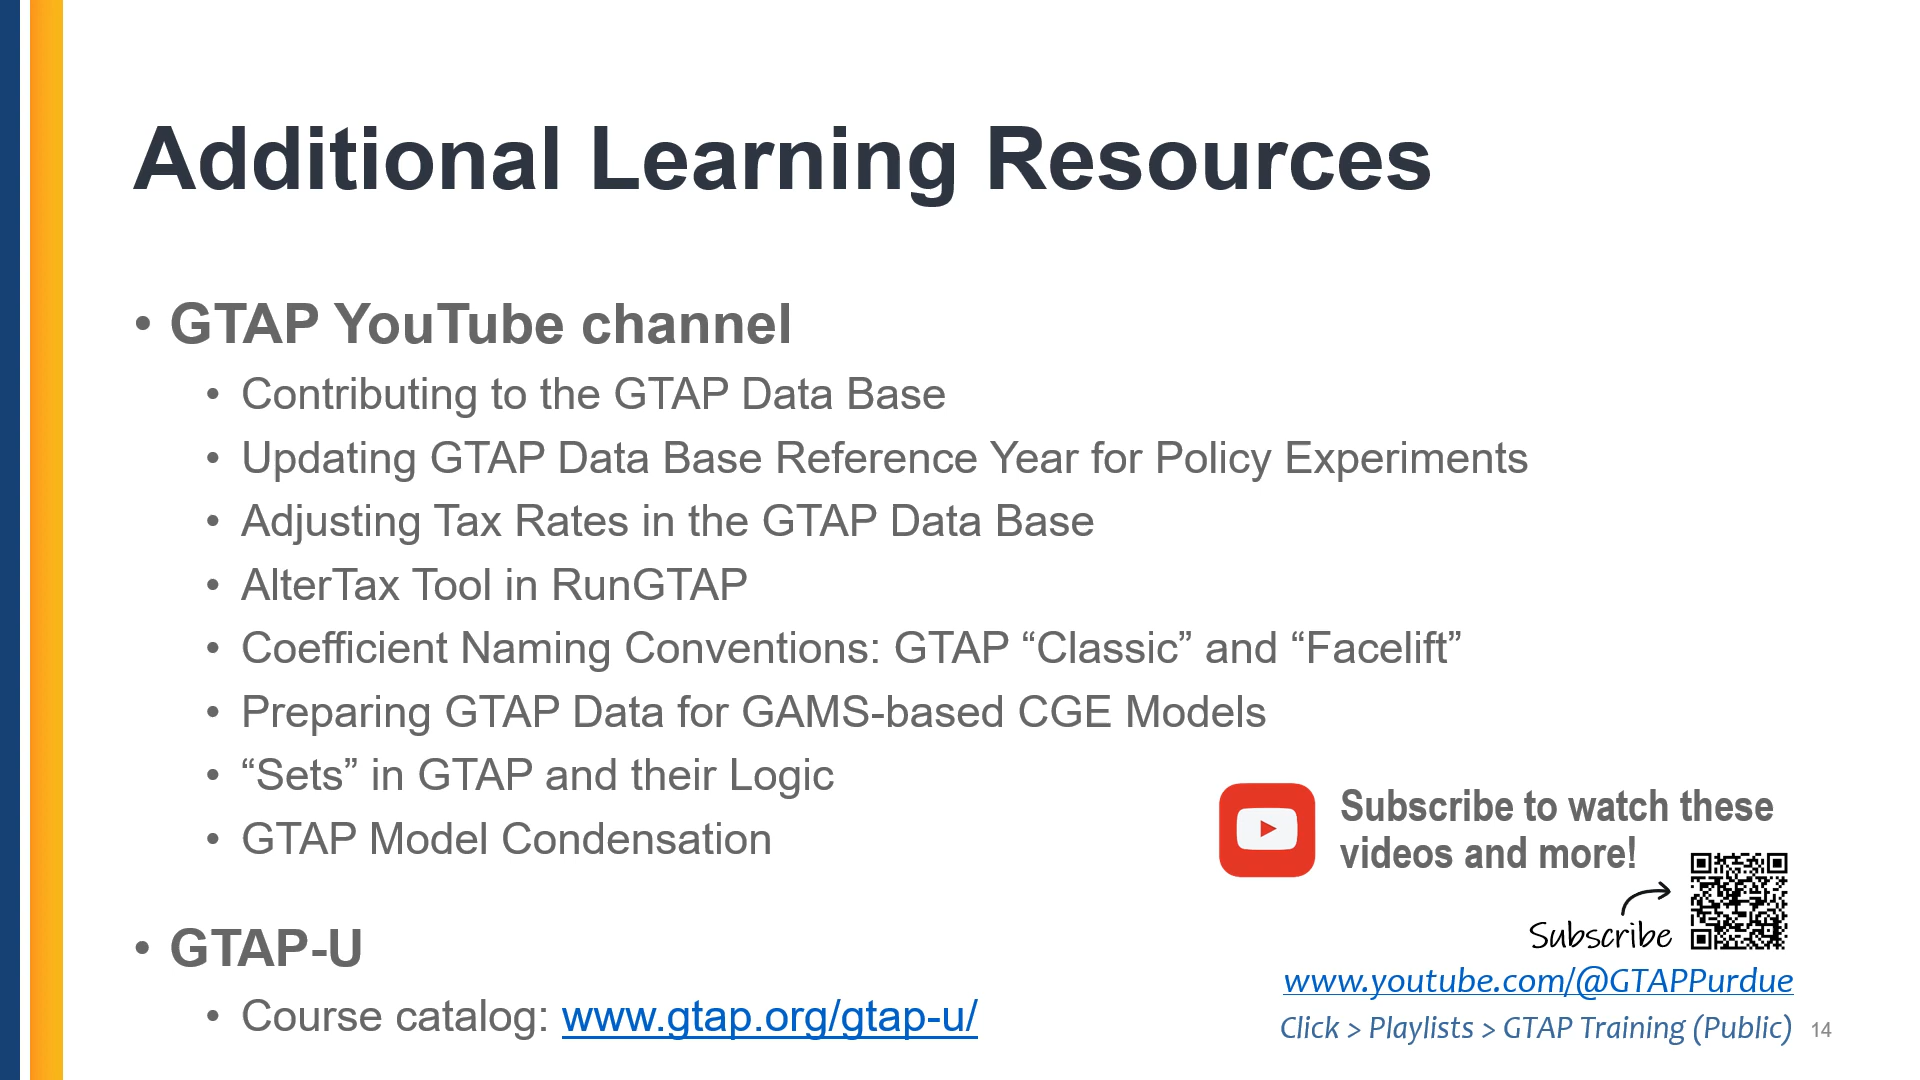 Additional Learning Resources
• GTAP YouTube channel
• Contributing to the GTAP Data Base
• Updating GTAP Data Base Reference Year for Policy Experiments
• Adjusting Tax Rates in the GTAP Data Base
• AlterTax Tool in RunGTAP
• Coefficient Naming Conventions: GTAP “Classic” and “Facelift”
• Preparing GTAP Data for GAMS-based CGE Models
• “Sets” in GTAP and their Logic
• GTAP Model Condensation
• GTAP-U
• Course catalog: www.gtap.org/gtap-u/
Subscribe to watch these
videos and more!
Subscribe
www.youtube.com/@GTAPPurdue
Click > Playlists > GTAP Training (Public)
14